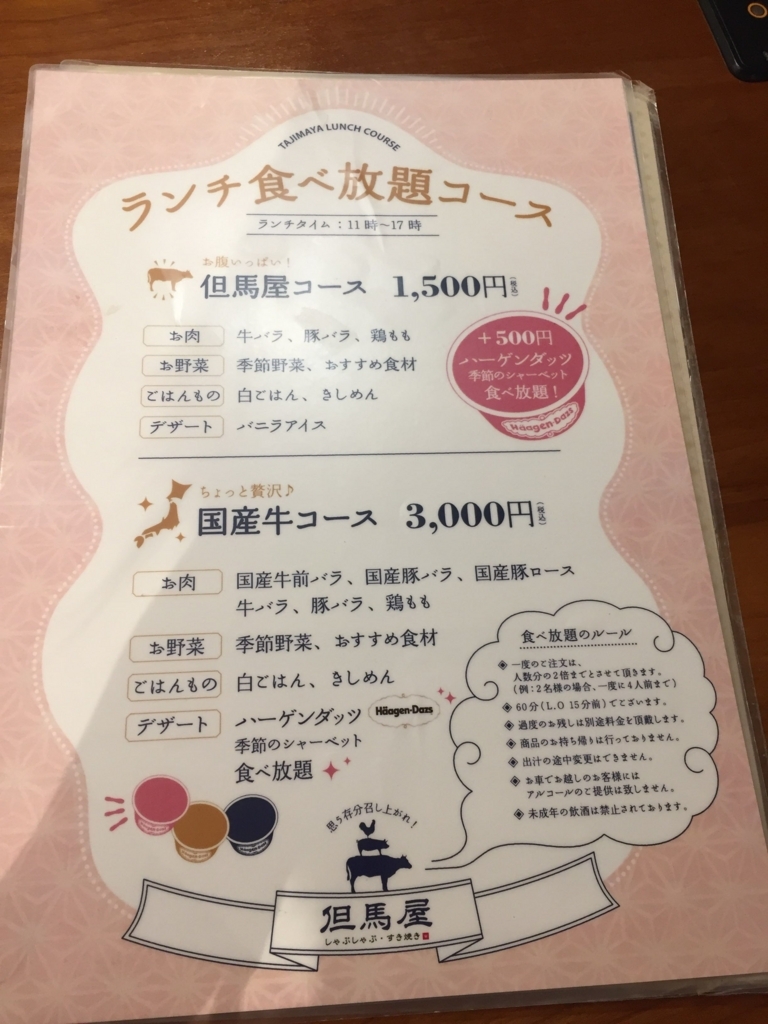 TAJIMAYA LUNCH COURSE
ランチ食べ放題コース
ランチタイム：11時〜17時
お腹いっぱい！
但馬屋コース 1,500円(税込)
お肉 牛バラ、豚バラ、鶏もも
お野菜 季節野菜、おすすめ食材
ごはんもの 白ごはん、きしめん
デザート バニラアイス
＋500円
ハーゲンダッツ
季節のシャーベット
食べ放題！
Häagen-Dazs
ちょっと贅沢♪
国産牛コース 3,000円(税込)
お肉 国産牛前バラ、国産豚バラ、国産豚ロース
牛バラ、豚バラ、鶏もも
お野菜 季節野菜、おすすめ食材
ごはんもの 白ごはん、きしめん
デザート ハーゲンダッツ Häagen-Dazs
季節のシャーベット
食べ放題
食べ放題のルール
◈ 一度のご注文は、
人数分の2倍までとさせて頂きます。
(例：2名様の場合、一度に4人前まで)
◈ 60分(L.O 15分前)でございます。
◈ 過度のお残しは別途料金を頂戴します。
◈ 商品のお持ち帰りは行っておりません。
◈ 出汁の途中変更はできません。
◈ お車でお越しのお客様には
アルコールのご提供は致しません。
◈ 未成年の飲酒は禁止されております。
思う存分召し上がれ！
但馬屋
しゃぶしゃぶ・すき焼き